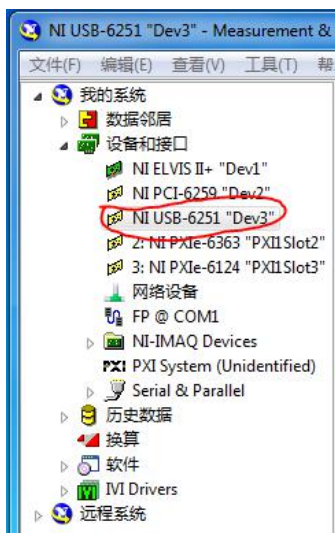 NI USB-6251 "Dev3" - Measurement &
文件(F) 编辑(E) 查看(V) 工具(T) 帮
我的系统
数据邻居
设备和接口
NI ELVIS II+ "Dev1"
NI PCI-6259 "Dev2"
NI USB-6251 "Dev3"
2: NI PXIe-6363 "PXI1Slot2"
3: NI PXIe-6124 "PXI1Slot3"
网络设备
FP @ COM1
NI-IMAQ Devices
PXI PXI System (Unidentified)
Serial & Parallel
历史数据
换算
软件
IVI Drivers
远程系统